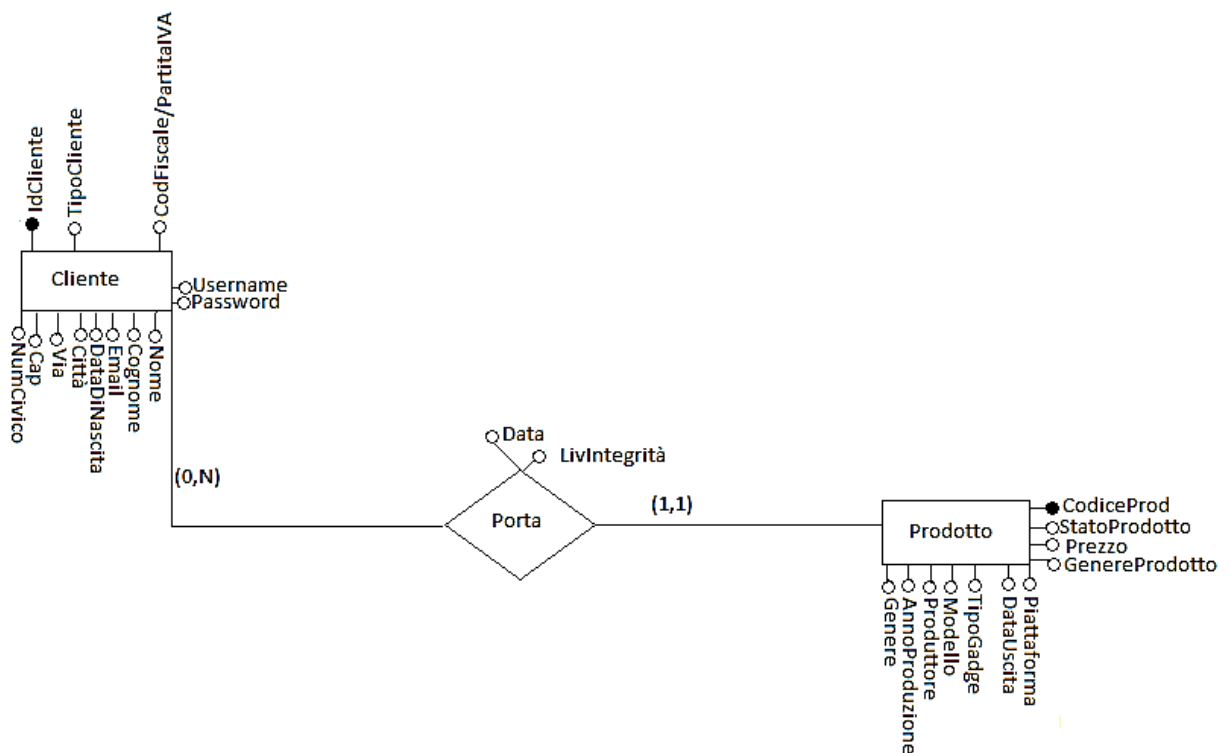 IdCliente
TipoCliente
CodFiscale/PartitaIVA
Cliente
Username
Password
NumCivico
Cap
Via
Città
DataDiNascita
Email
Cognome
Nome
(0,N)
Data
LivIntegrità
Porta
(1,1)
Prodotto
CodiceProd
StatoProdotto
Prezzo
GenereProdotto
Genere
AnnoProduzione
Produttore
Modello
TipoGadge
DataUscita
Piattaforma